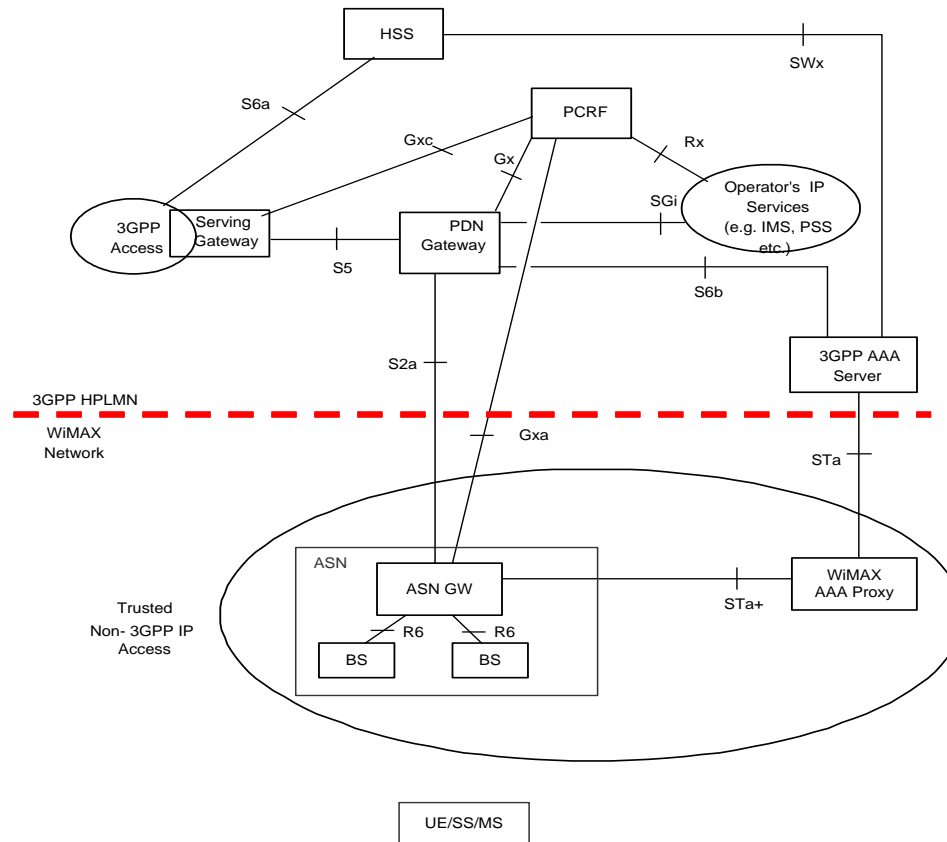 HSS
SWx
S6a
PCRF
Gxc
Gx
Rx
Operator's IP
Services
(e.g. IMS, PSS
etc.)
SGi
3GPP
Access
Serving
Gateway
PDN
Gateway
S5
S6b
S2a
3GPP AAA
Server
3GPP HPLMN
WiMAX
Network
Gxa
STa
ASN
ASN GW
WiMAX
AAA Proxy
STa+
Trusted
Non- 3GPP IP
Access
R6
R6
BS
BS
UE/SS/MS